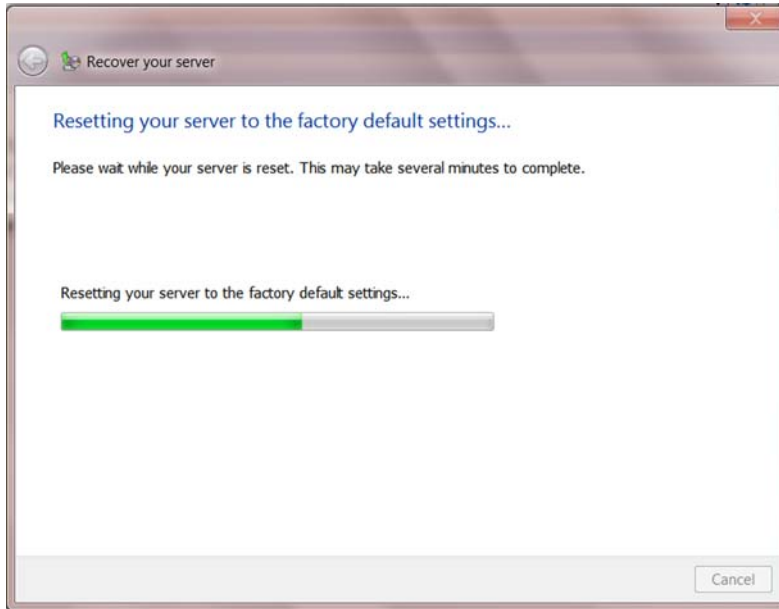 Recover your server
Resetting your server to the factory default settings...
Please wait while your server is reset. This may take several minutes to complete.
Resetting your server to the factory default settings...
Cancel